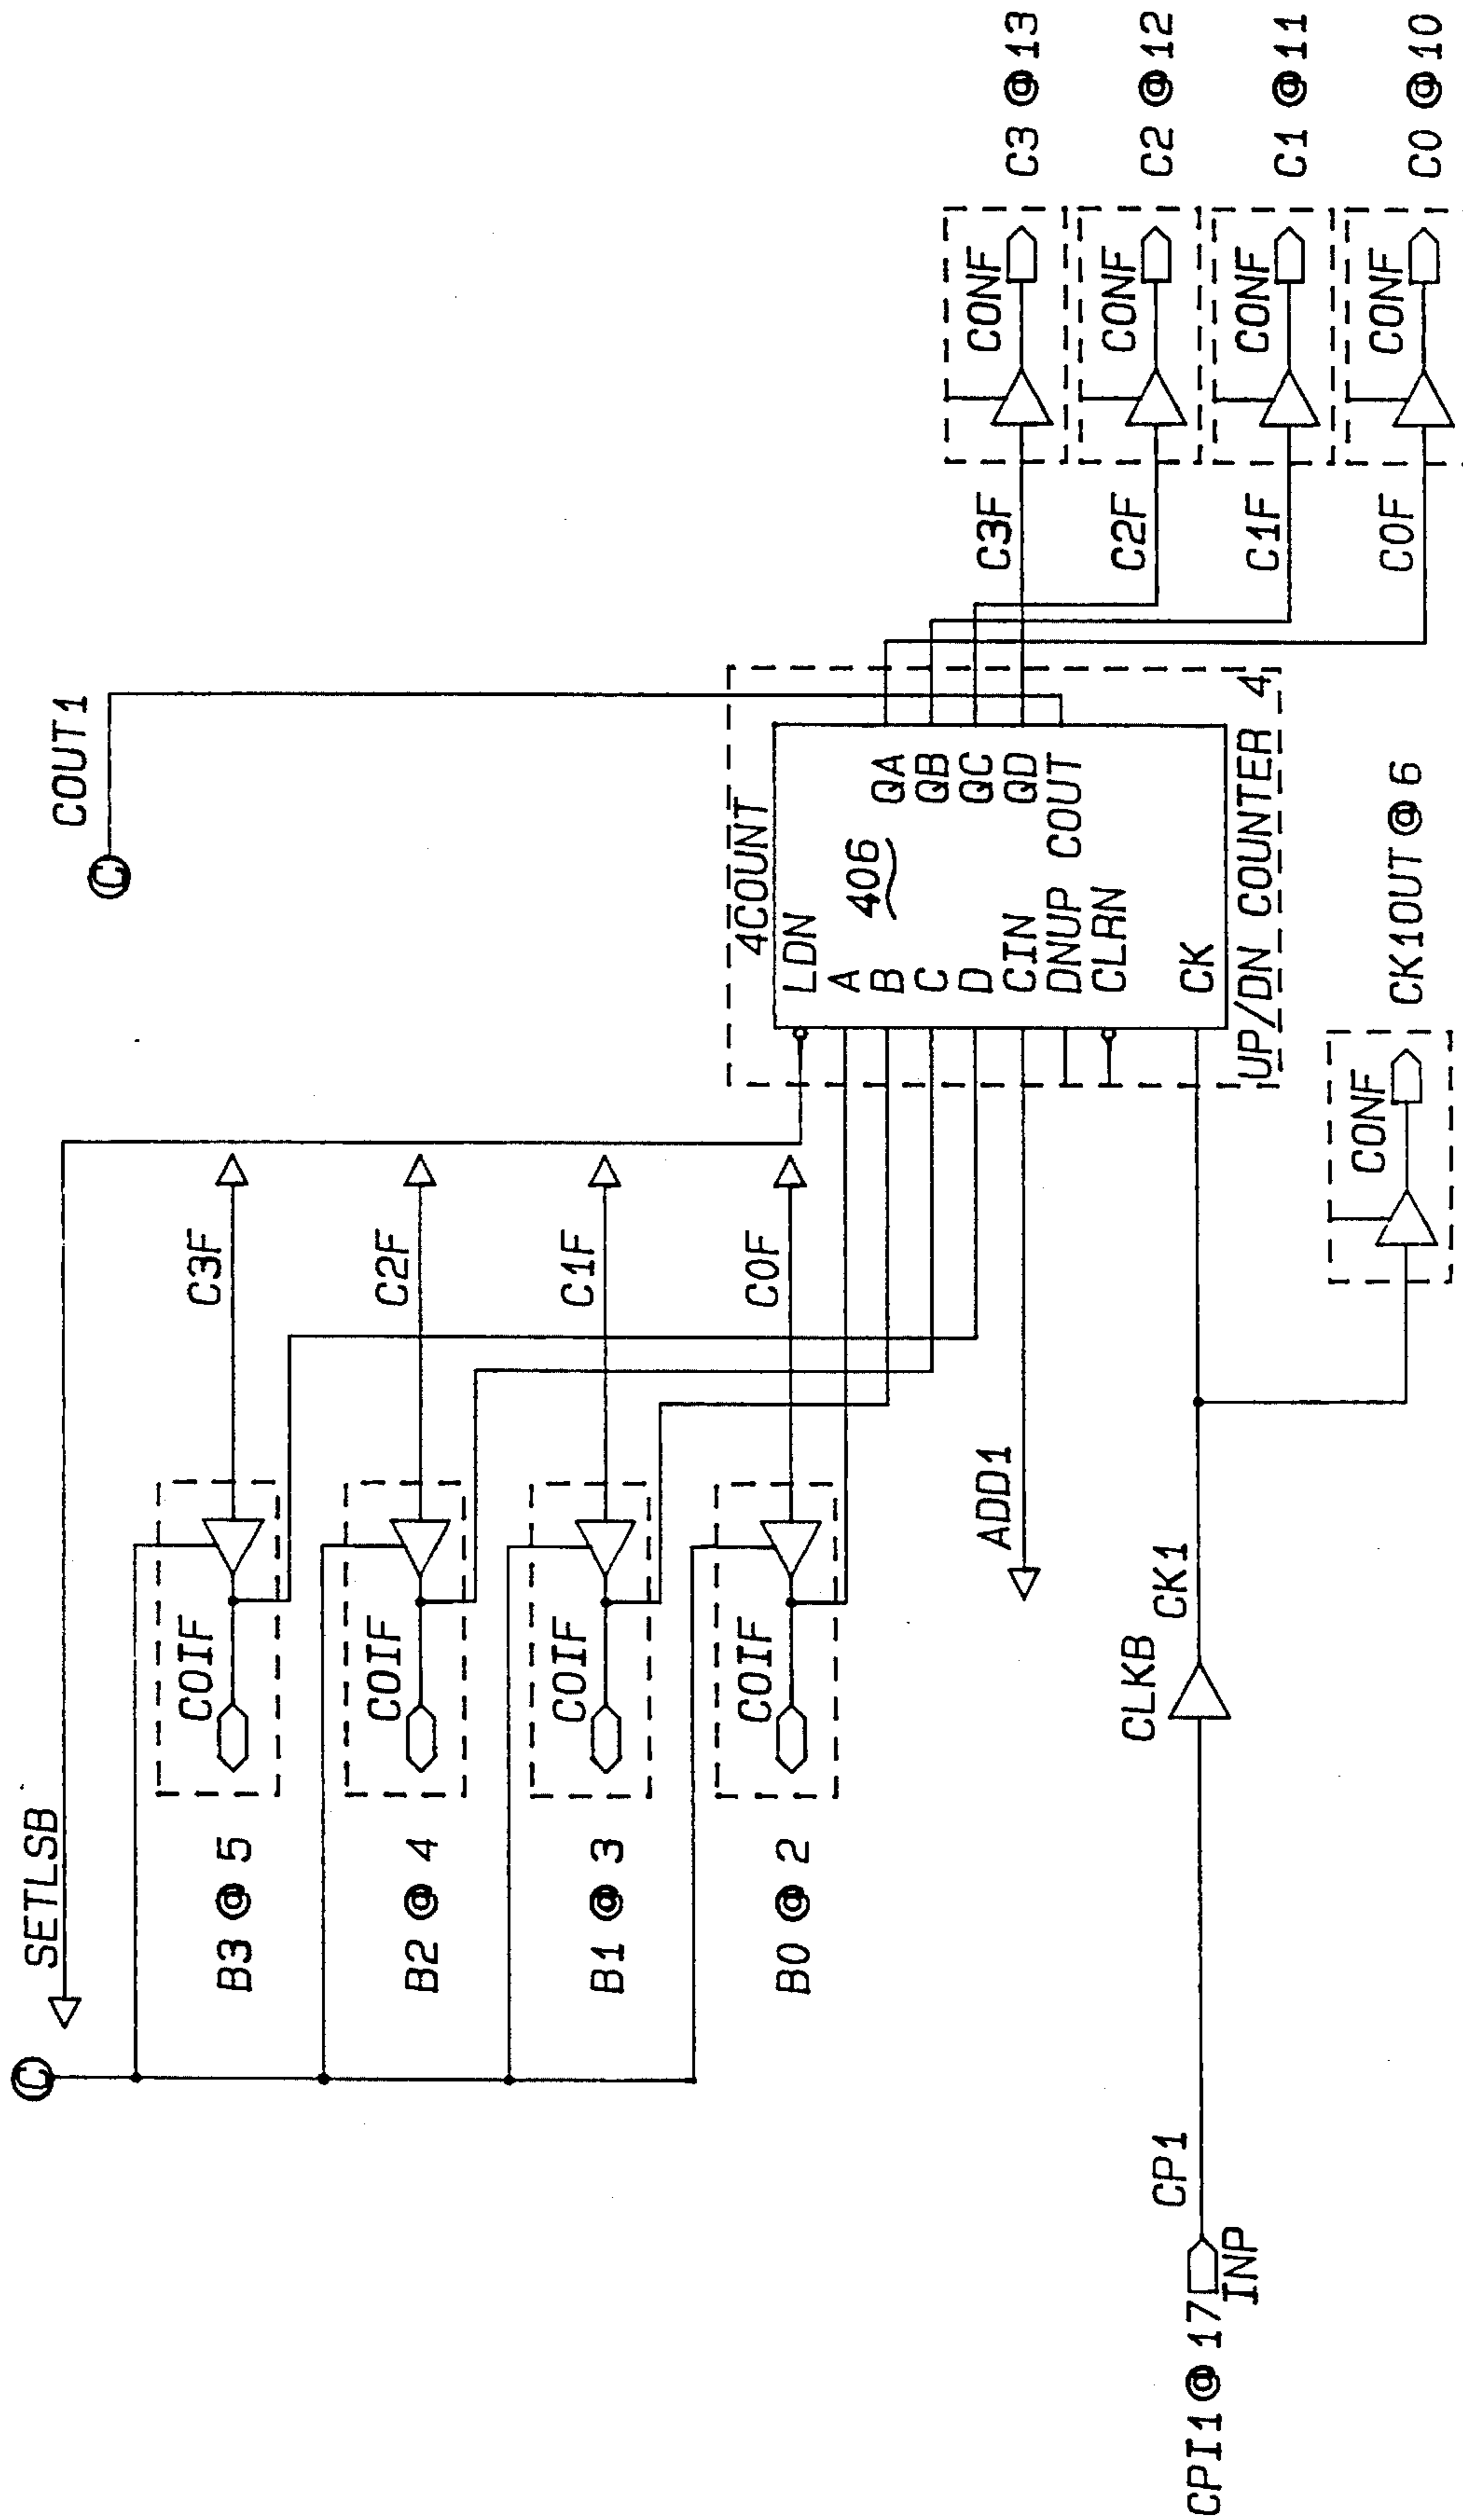 C
SETLSB
COUT1
C
B3 @ 5
COIF
C3F
B2 @ 4
COIF
C2F
B1 @ 3
COIF
C1F
B0 @ 2
COIF
C0F
4COUNT
LDN
A
406
B
QA
C
QB
D
QC
CIN
QD
DNUP COUT
CLRN
CK
UP/DN COUNTER 4
ADD1
C3F
CONF
C3 @ 13
C2F
CONF
C2 @ 12
C1F
CONF
C1 @ 11
C0F
CONF
C0 @ 10
CPI1 @ 17
INP
CP1
CLKB
CK1
CONF
CK1OUT @ 6